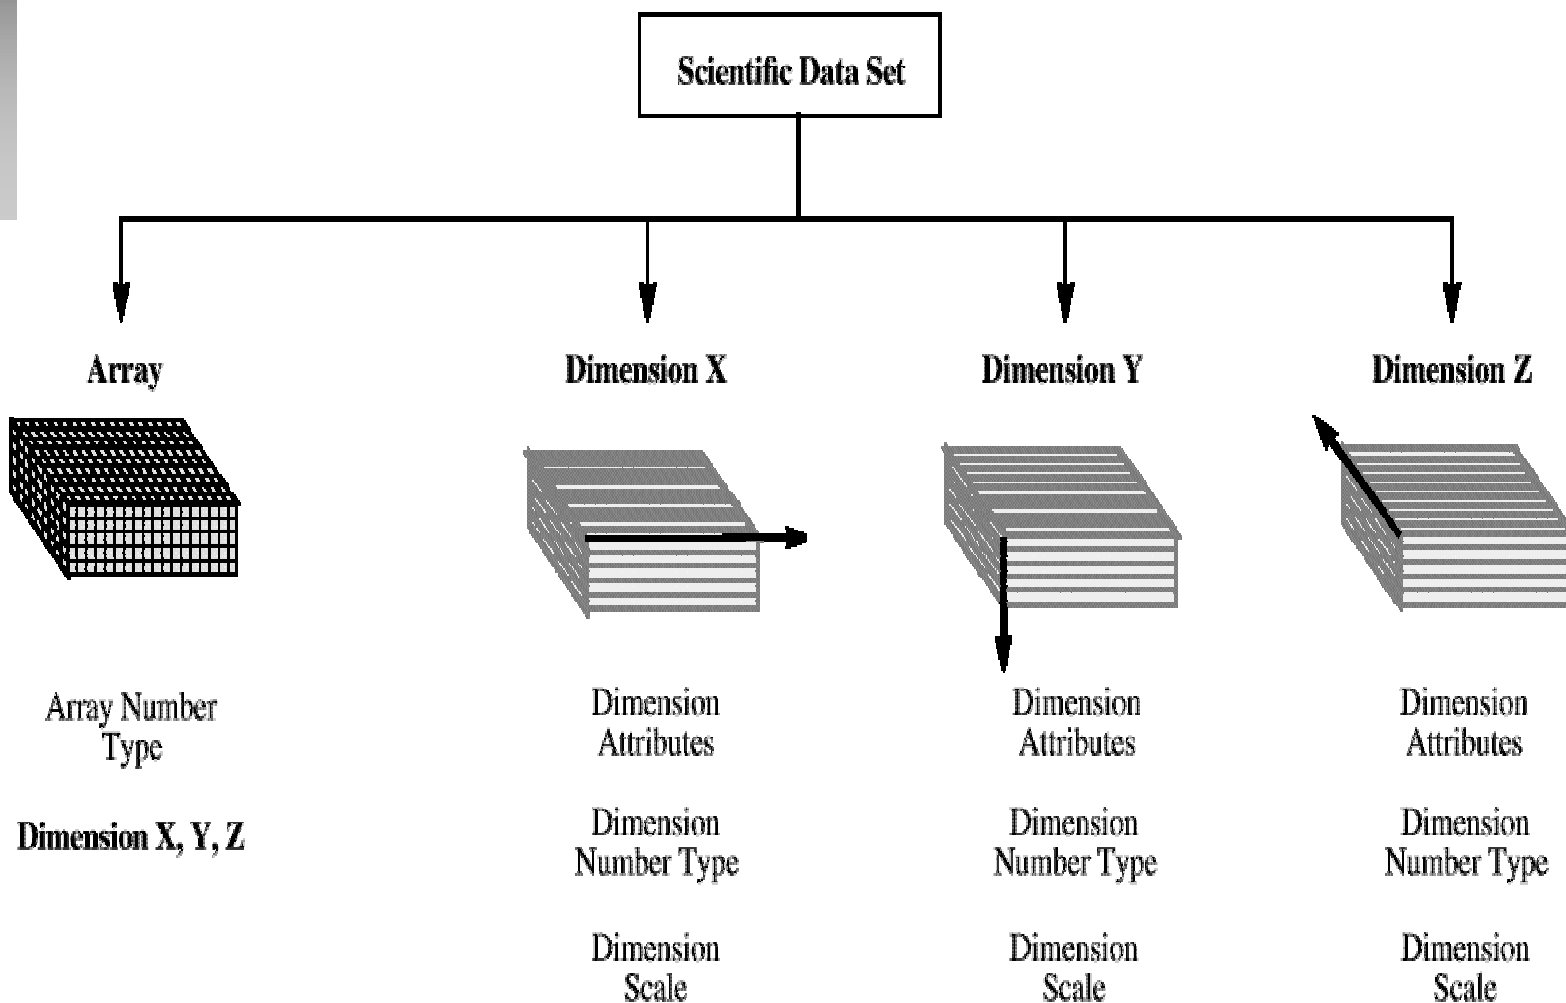 Scientific Data Set
Array
Dimension X
Dimension Y
Dimension Z
Array Number
Type
Dimension X, Y, Z
Dimension
Attributes
Dimension
Number Type
Dimension
Scale
Dimension
Attributes
Dimension
Number Type
Dimension
Scale
Dimension
Attributes
Dimension
Number Type
Dimension
Scale